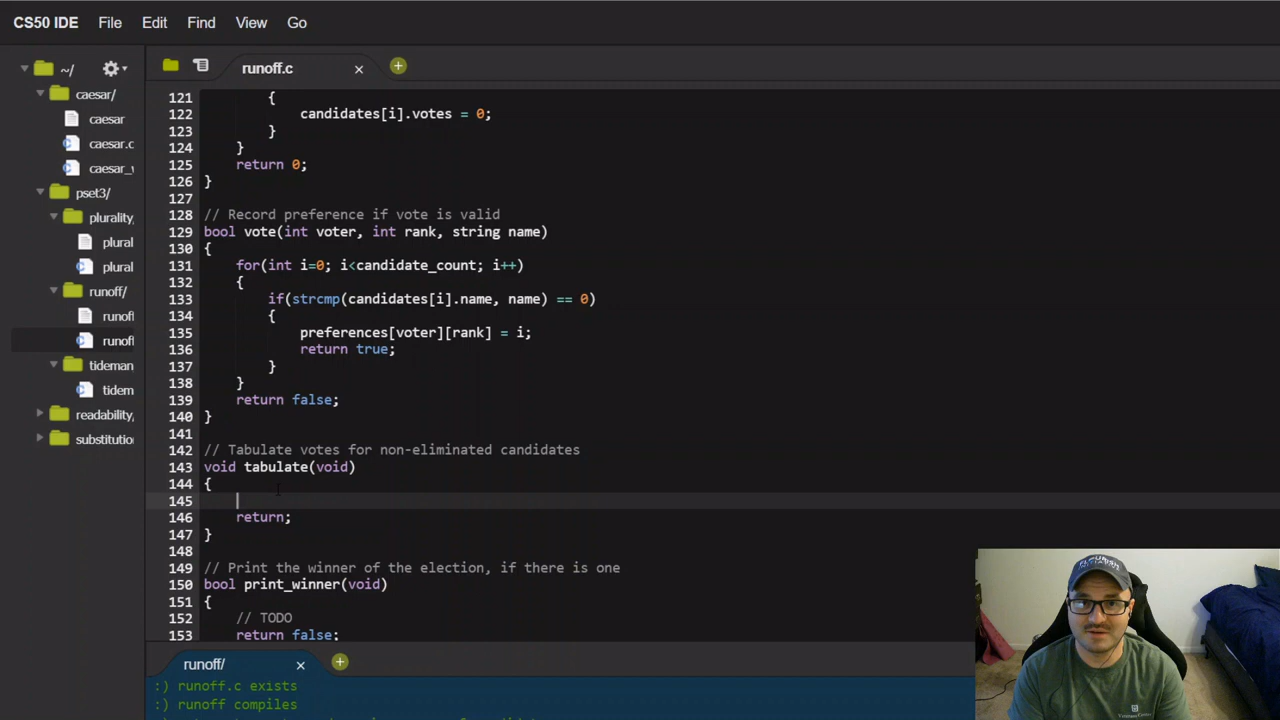 CS50 IDE File Edit Find View Go
~/
caesar/
caesar
caesar.c
caesar_
pset3/
plurality
plural
plural
runoff/
runoff
runoff
tideman
tidem
readability/
substitutio
runoff.c
121 {
122 candidates[i].votes = 0;
123 }
124 }
125 return 0;
126 }
127
128 // Record preference if vote is valid
129 bool vote(int voter, int rank, string name)
130 {
131 for(int i=0; i<candidate_count; i++)
132 {
133 if(strcmp(candidates[i].name, name) == 0)
134 {
135 preferences[voter][rank] = i;
136 return true;
137 }
138 }
139 return false;
140 }
141
142 // Tabulate votes for non-eliminated candidates
143 void tabulate(void)
144 {
145
146 return;
147 }
148
149 // Print the winner of the election, if there is one
150 bool print_winner(void)
151 {
152 // TODO
153 return false;
runoff/
:) runoff.c exists
:) runoff compiles